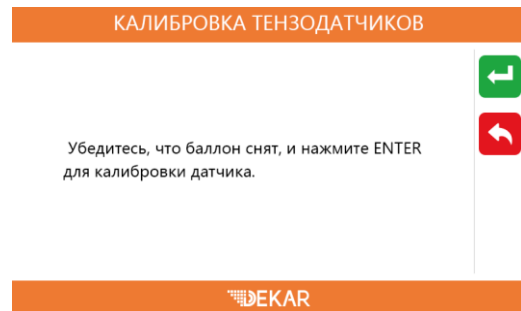 КАЛИБРОВКА ТЕНЗОДАТЧИКОВ
Убедитесь, что баллон снят, и нажмите ENTER
для калибровки датчика.
DEKAR